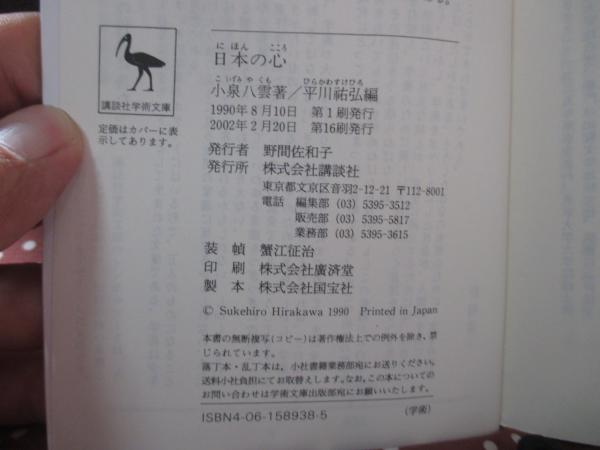 講談社学術文庫
定価はカバーに表
示してあります。
にほん こころ
日本の心
こいずみやくも ひらかわすけひろ
小泉八雲著／平川祐弘編
1990年8月10日 第1刷発行
2002年2月20日 第16刷発行
発行者 野間佐和子
発行所 株式会社講談社
東京都文京区音羽2-12-21 〒112-8001
電話 編集部 (03) 5395-3512
販売部 (03) 5395-5817
業務部 (03) 5395-3615
装幀 蟹江征治
印刷 株式会社廣済堂
製本 株式会社国宝社
© Sukehiro Hirakawa 1990 Printed in Japan
本書の無断複写(コピー)は著作権法上での例外を除き、禁
じられています。
落丁本・乱丁本は、小社書籍業務部宛にお送りください。
送料小社負担にてお取替えします。なお、この本についての
お問い合わせは学術文庫出版部宛にお願いいたします。
ISBN4-06-158938-5 (学術)